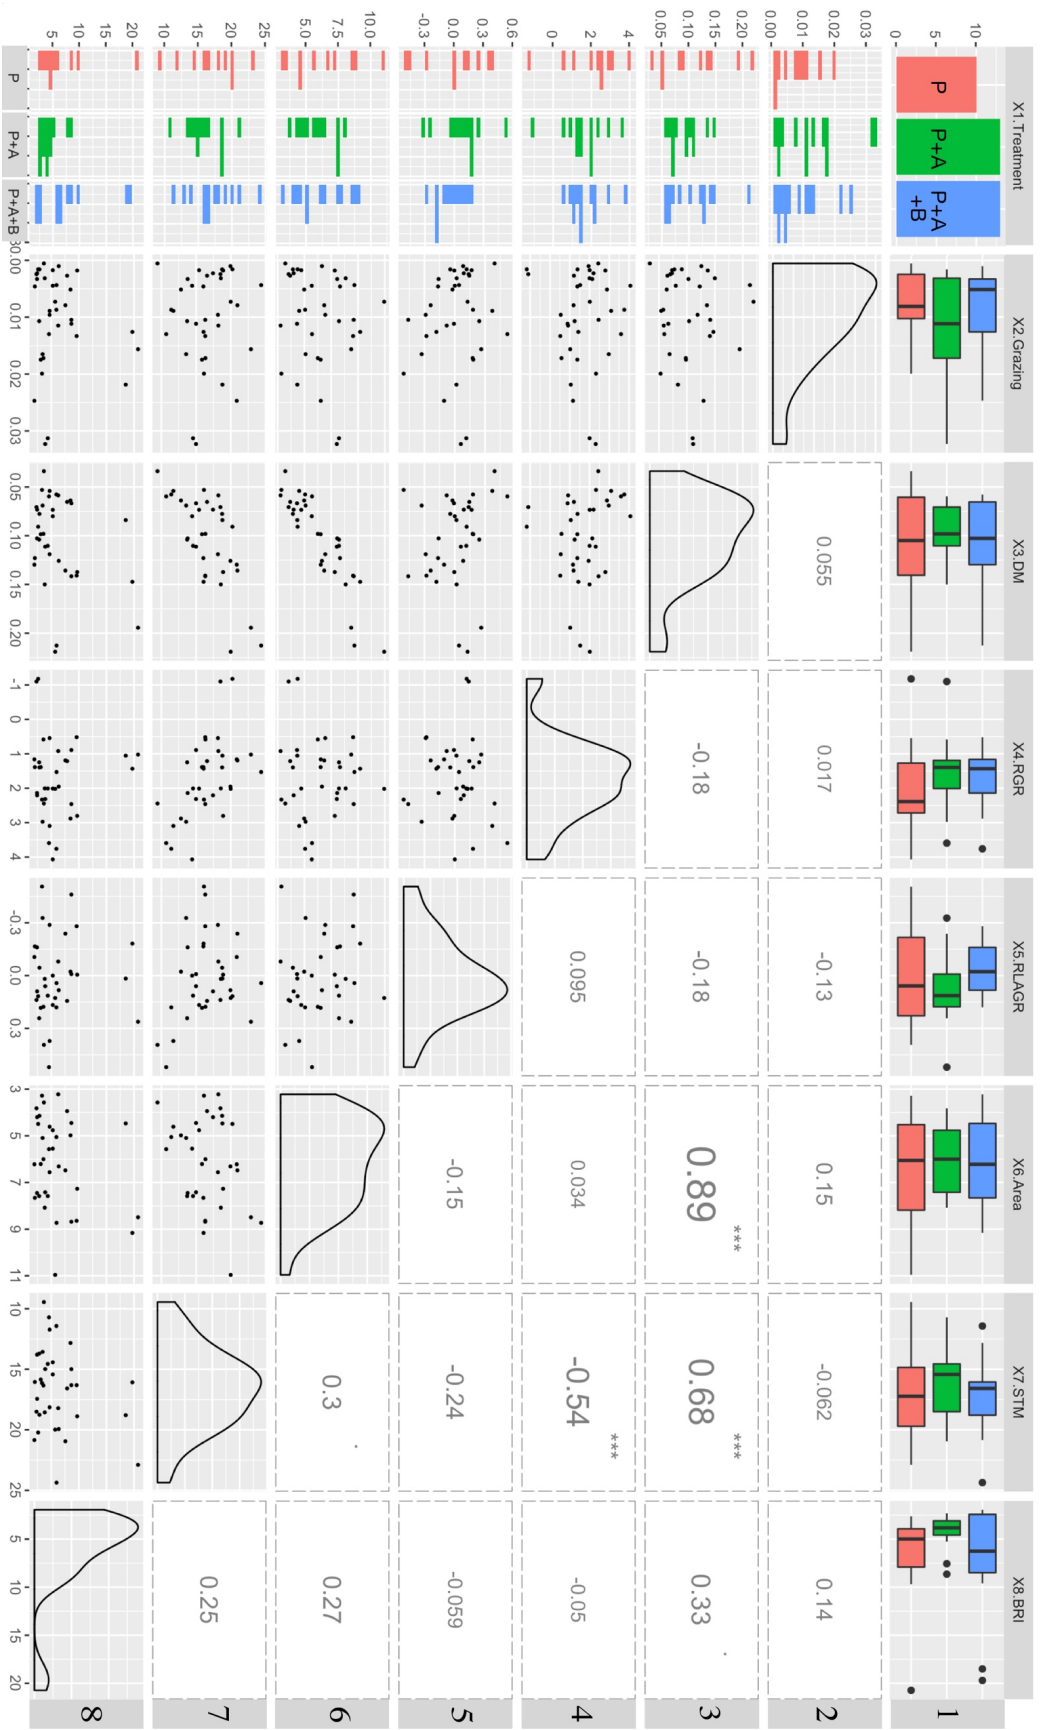 X1.Treatment X2.Grazing X3.DM X4.RGR X5.RLAGR X6.Area X7.STM X8.BRI
10
5
0
P
P+A
P+A
+B
1
0.03
0.02
0.01
0.00
0.055 0.017 -0.13 0.15 -0.062 0.14
2
0.20
0.15
0.10
0.05
-0.18 -0.18 0.89 *** 0.68 *** 0.33 .
3
4
2
0
0.095 0.034 -0.54 *** -0.05
4
0.6
0.3
0.0
-0.3
-0.15 -0.24 -0.059
5
10.0
7.5
5.0
0.3 . 0.27
6
25
20
15
10
0.25
7
20
15
10
5
8
P P+A P+A+B
0.00 0.01 0.02 0.03
0.05 0.10 0.15 0.20
-1 0 1 2 3 4
-0.3 0.0 0.3
3 5 7 9 11
10 15 20 25
5 10 15 20